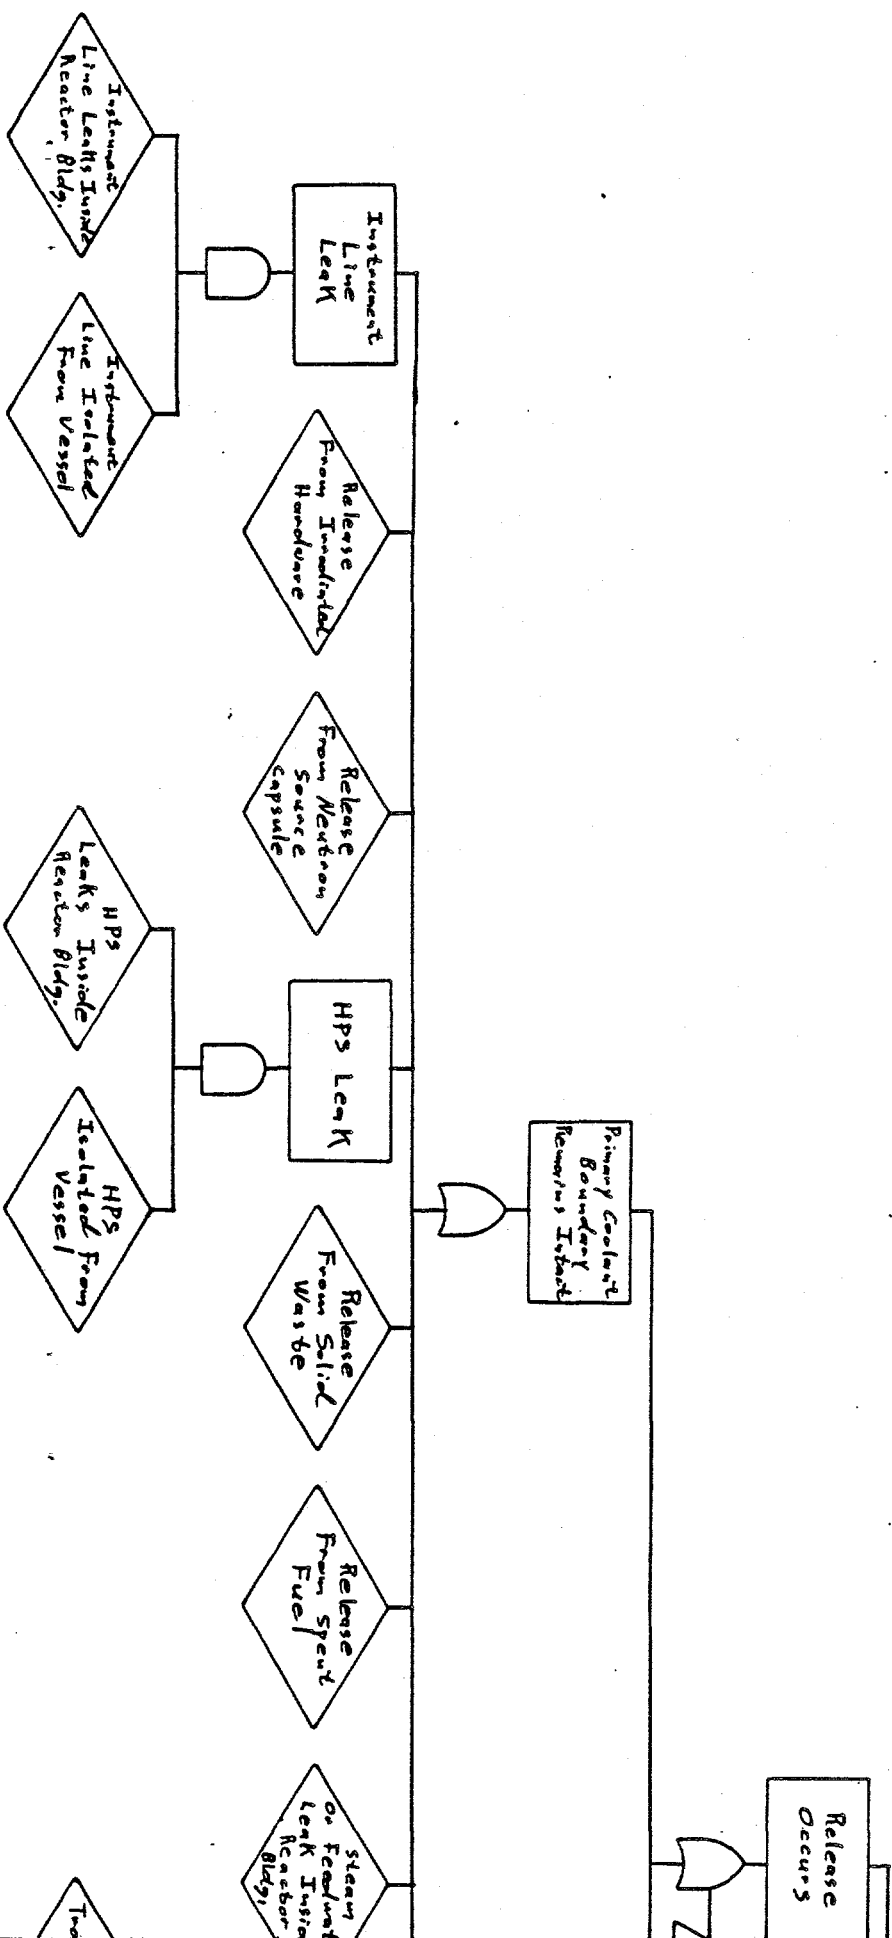 Release
Occurs
Primary Coolant
Boundary
Remains Intact
Instrument
Line
Leak
Release
From Irradiated
Hardware
Release
From Neutron
Source
Capsule
HPS Leak
Release
From Solid
Waste
Release
From Spent
Fuel
Steam
Or Feedwat
Leak Insid
Reactor
Bldg.
Instrument
Line Leaks Inside
Reactor Bldg.
Instrument
Line Isolated
From Vessel
HPS
Leaks Inside
Reactor Bldg.
HPS
Isolated From
Vessel